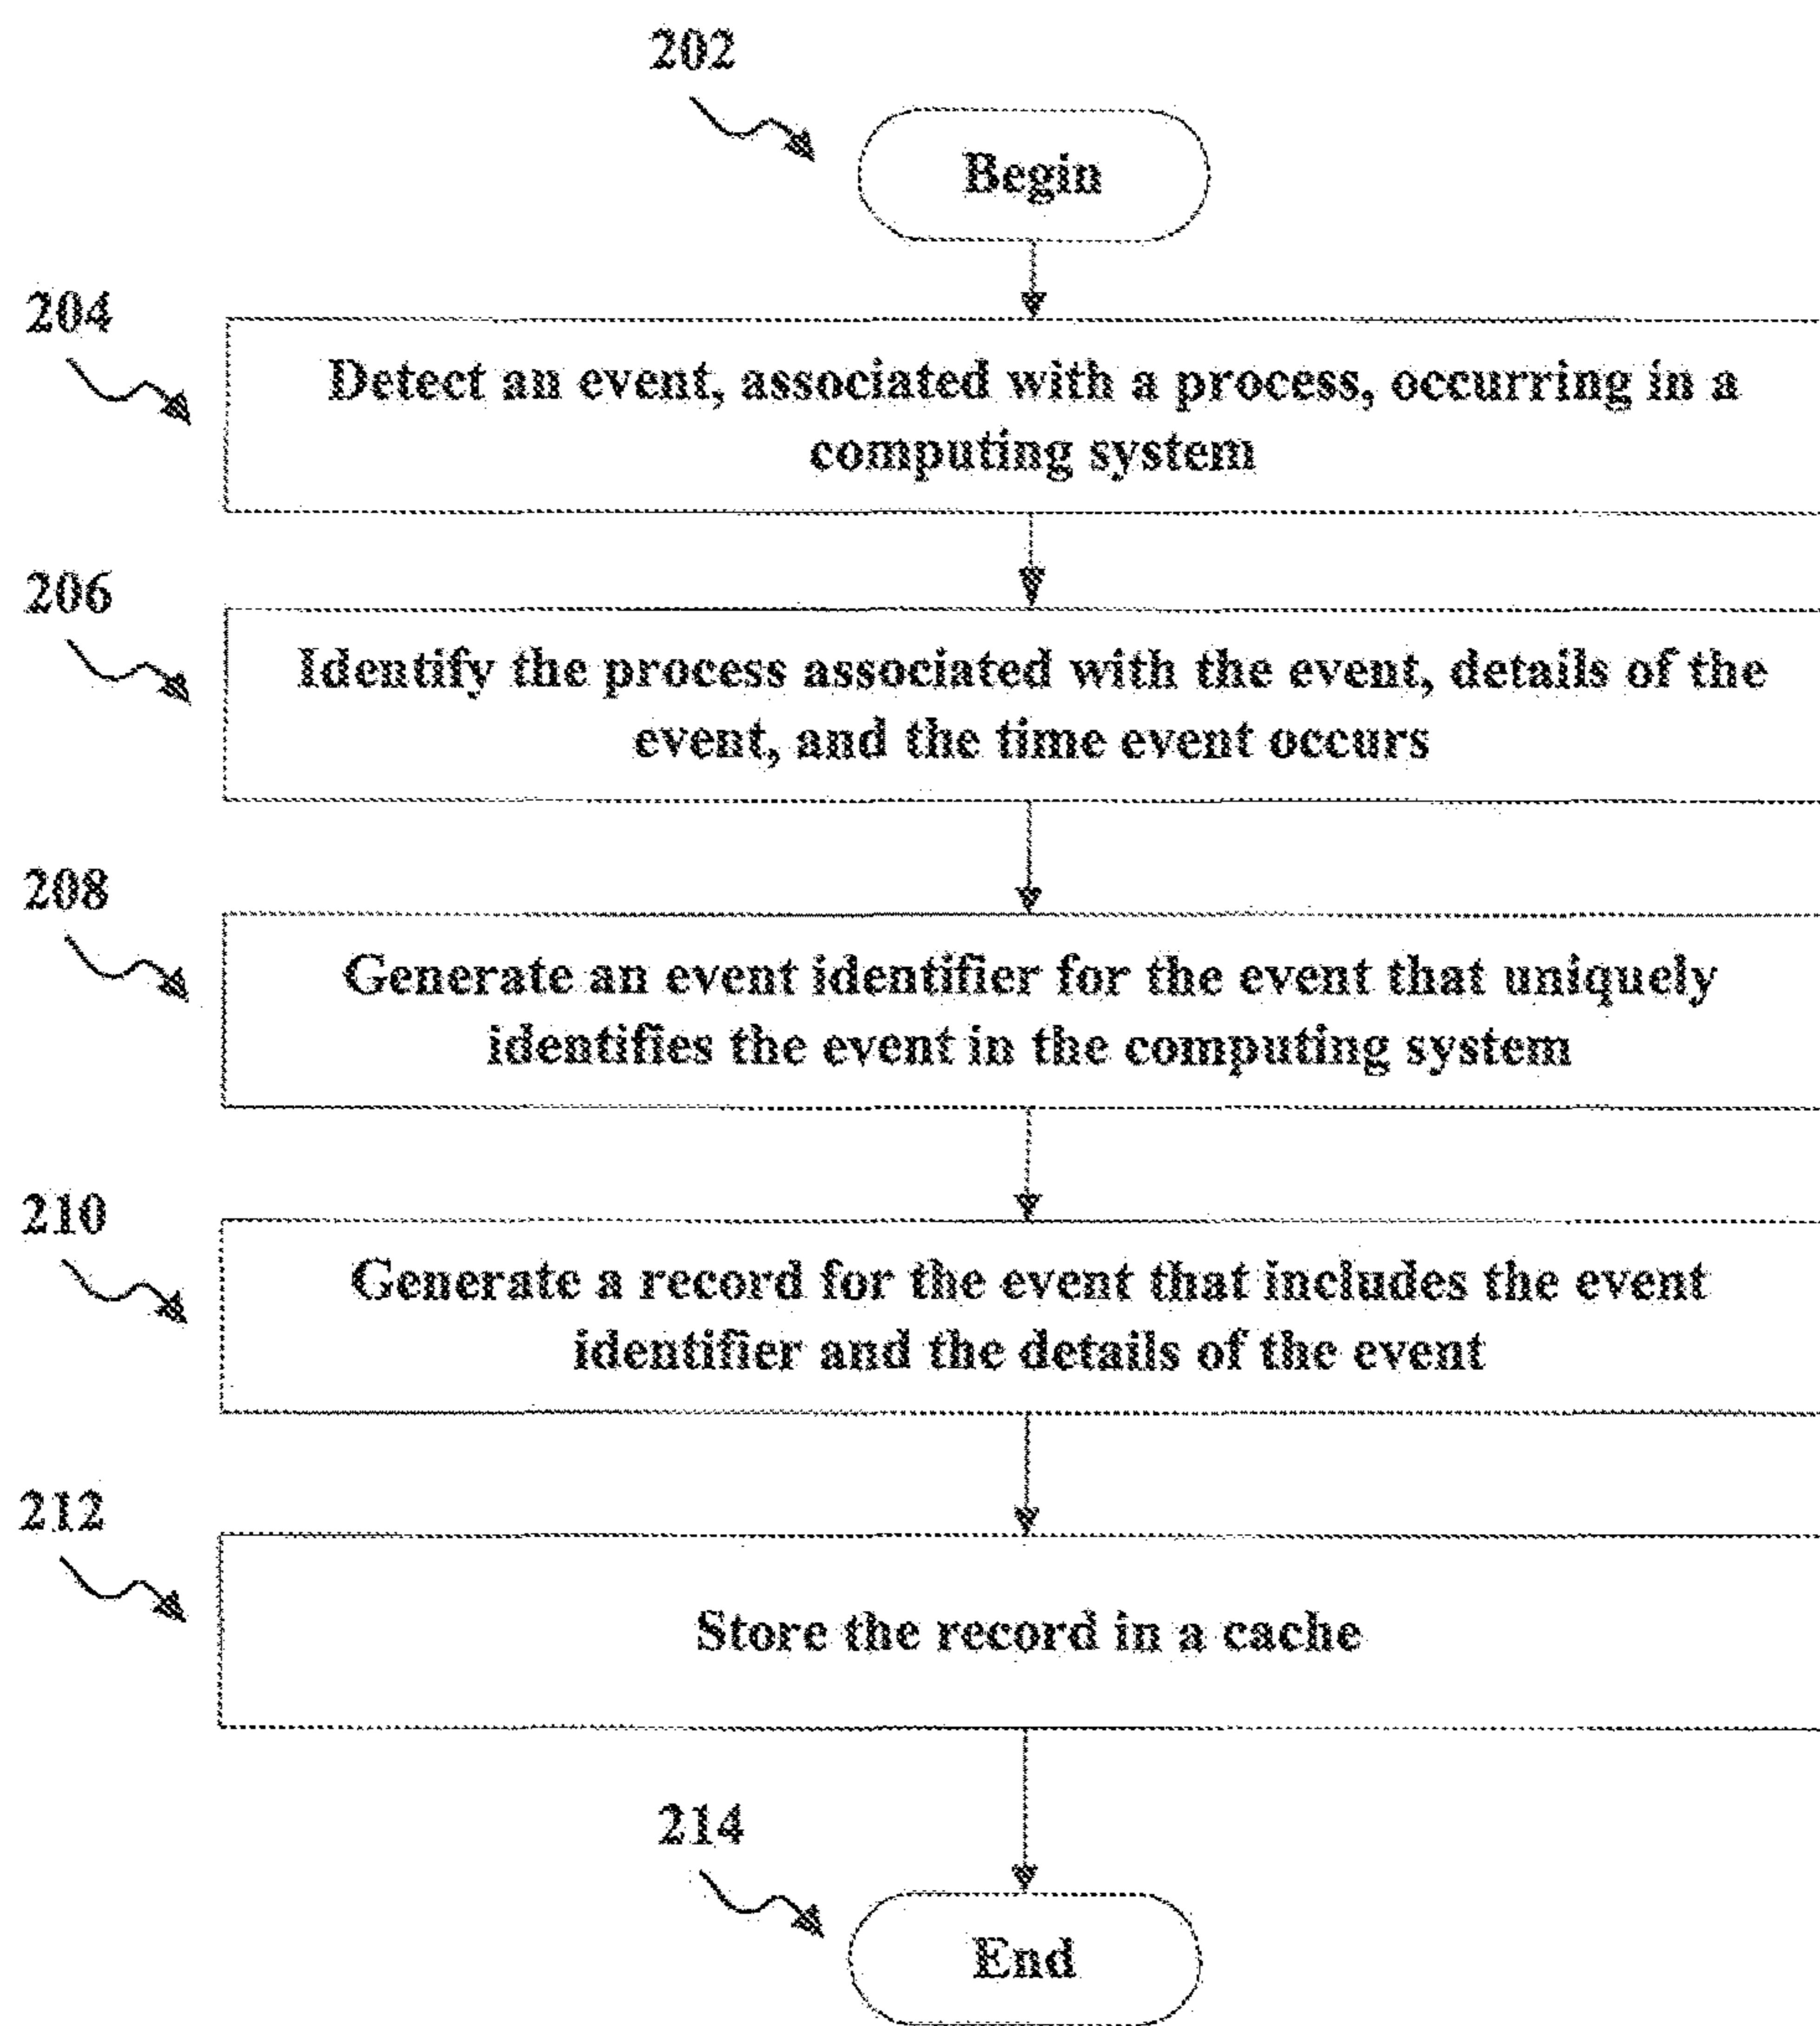 202
Begin
204
Detect an event, associated with a process, occurring in a
computing system
206
Identify the process associated with the event, details of the
event, and the time event occurs
208
Generate an event identifier for the event that uniquely
identifies the event in the computing system
210
Generate a record for the event that includes the event
identifier and the details of the event
212
Store the record in a cache
214
End